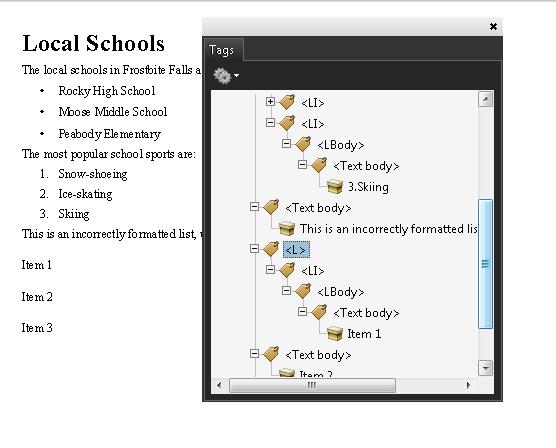 Local Schools
The local schools in Frostbite Falls a
• Rocky High School
• Moose Middle School
• Peabody Elementary
The most popular school sports are:
1. Snow-shoeing
2. Ice-skating
3. Skiing
This is an incorrectly formatted list, u
Item 1
Item 2
Item 3
Tags
<LI>
<LI>
<LBody>
<Text body>
3.Skiing
<Text body>
This is an incorrectly formatted lis
<L>
<LI>
<LBody>
<Text body>
Item 1
<Text body>
Item 2